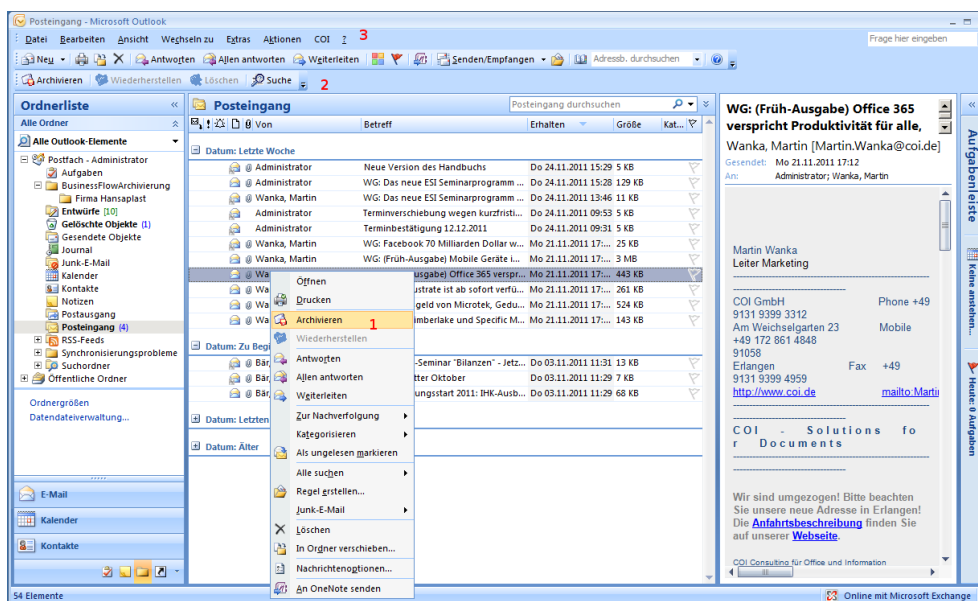 Posteingang - Microsoft Outlook
Datei Bearbeiten Ansicht Wechseln zu Extras Aktionen COI ? 3
Frage hier eingeben
Neu Antworten Allen antworten Weiterleiten Senden/Empfangen Adressb. durchsuchen
Archivieren Wiederherstellen Löschen Suche 2
Ordnerliste «
Alle Ordner
Alle Outlook-Elemente
Postfach - Administrator
Aufgaben
BusinessFlowArchivierung
Firma Hansaplast
Entwürfe [10]
Gelöschte Objekte (1)
Gesendete Objekte
Journal
Junk-E-Mail
Kalender
Kontakte
Notizen
Postausgang
Posteingang (4)
RSS-Feeds
Synchronisierungsprobleme
Suchordner
Öffentliche Ordner
Ordnergrößen
Datendateiverwaltung...
E-Mail
Kalender
Kontakte
Posteingang
Posteingang durchsuchen
Von Betreff Erhalten Größe Kat...
Datum: Letzte Woche
Administrator Neue Version des Handbuchs Do 24.11.2011 15:29 5 KB
Administrator WG: Das neue ESI Seminarprogramm ... Do 24.11.2011 15:28 129 KB
Wanka, Martin WG: Das neue ESI Seminarprogramm ... Do 24.11.2011 13:46 11 KB
Administrator Terminverschiebung wegen kurzfristi... Do 24.11.2011 09:53 5 KB
Administrator Terminbestätigung 12.12.2011 Do 24.11.2011 09:31 5 KB
Wanka, Martin WG: Facebook 70 Milliarden Dollar w... Mo 21.11.2011 17:... 25 KB
Wanka, Martin WG: (Früh-Ausgabe) Mobile Geräte i... Mo 21.11.2011 17:... 3 MB
Wa usgabe) Office 365 verspr... Mo 21.11.2011 17:... 443 KB
Wa ustrate ist ab sofort verfü... Mo 21.11.2011 17:... 261 KB
Wa geld von Microtek, Gedu... Mo 21.11.2011 17:... 524 KB
Wa imberlake und Specific M... Mo 21.11.2011 17:... 143 KB
Datum: Zu Begi
Bär, -Seminar "Bilanzen" - Jetz... Do 03.11.2011 11:31 13 KB
Bär, tter Oktober Do 03.11.2011 11:29 7 KB
Bär, ungsstart 2011: IHK-Ausb... Do 03.11.2011 11:29 68 KB
Datum: Letzten
Datum: Älter
Öffnen
Drucken
Archivieren 1
Wiederherstellen
Antworten
Allen antworten
Weiterleiten
Zur Nachverfolgung
Kategorisieren
Als ungelesen markieren
Alle suchen
Regel erstellen...
Junk-E-Mail
Löschen
In Ordner verschieben...
Nachrichtenoptionen...
An OneNote senden
WG: (Früh-Ausgabe) Office 365
verspricht Produktivität für alle,
Wanka, Martin [Martin.Wanka@coi.de]
Gesendet: Mo 21.11.2011 17:12
An: Administrator; Wanka, Martin
Martin Wanka
Leiter Marketing
COI GmbH Phone +49
9131 9399 3312
Am Weichselgarten 23 Mobile
+49 172 861 4848
91058
Erlangen Fax +49
9131 9399 4959
http://www.coi.de mailto:Marti
COI - Solutions fo
r Documents
Wir sind umgezogen! Bitte beachten
Sie unsere neue Adresse in Erlangen!
Die Anfahrtsbeschreibung finden Sie
auf unserer Webseite.
COI Consulting für Office und Information
«
Aufgabenleiste
Keine anstehen...
Heute: 0 Aufgaben
54 Elemente
Online mit Microsoft Exchange